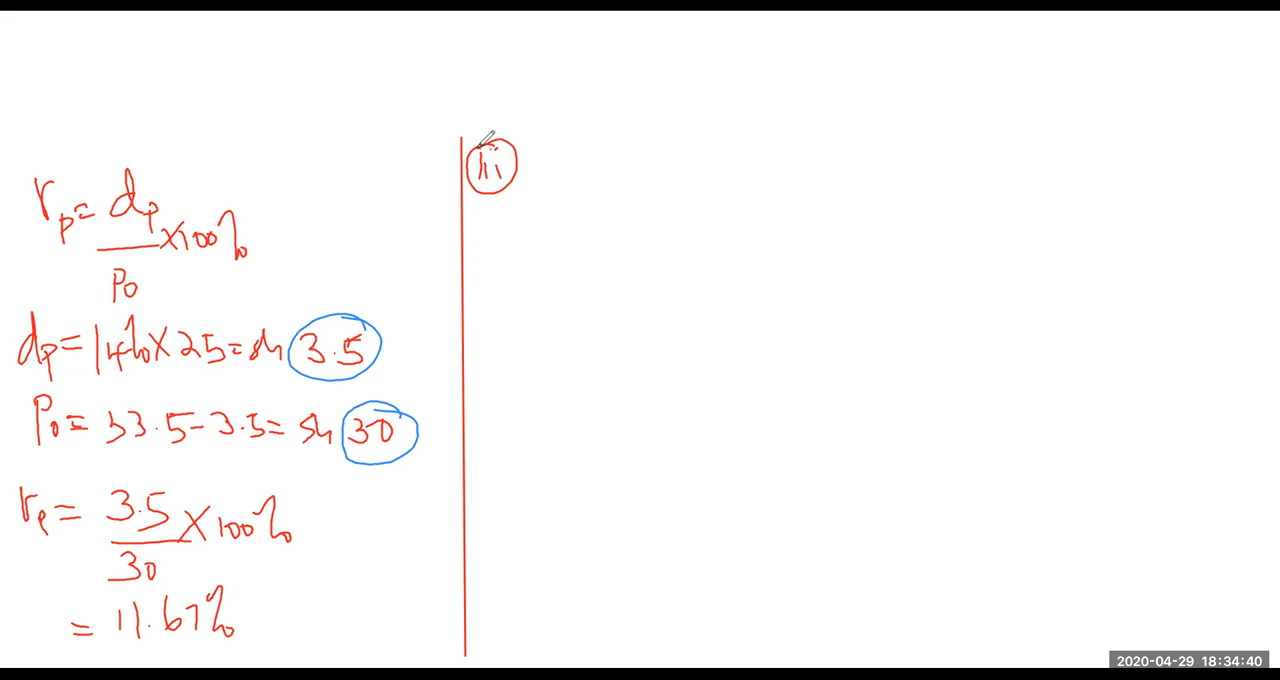 rp = dp/P0 × 100%
dp = 14% × 25 = sh 3.5
P0 = 33.5 - 3.5 = sh 30
rp = 3.5/30 × 100%
= 11.67%
iii
2020-04-29 18:34:40